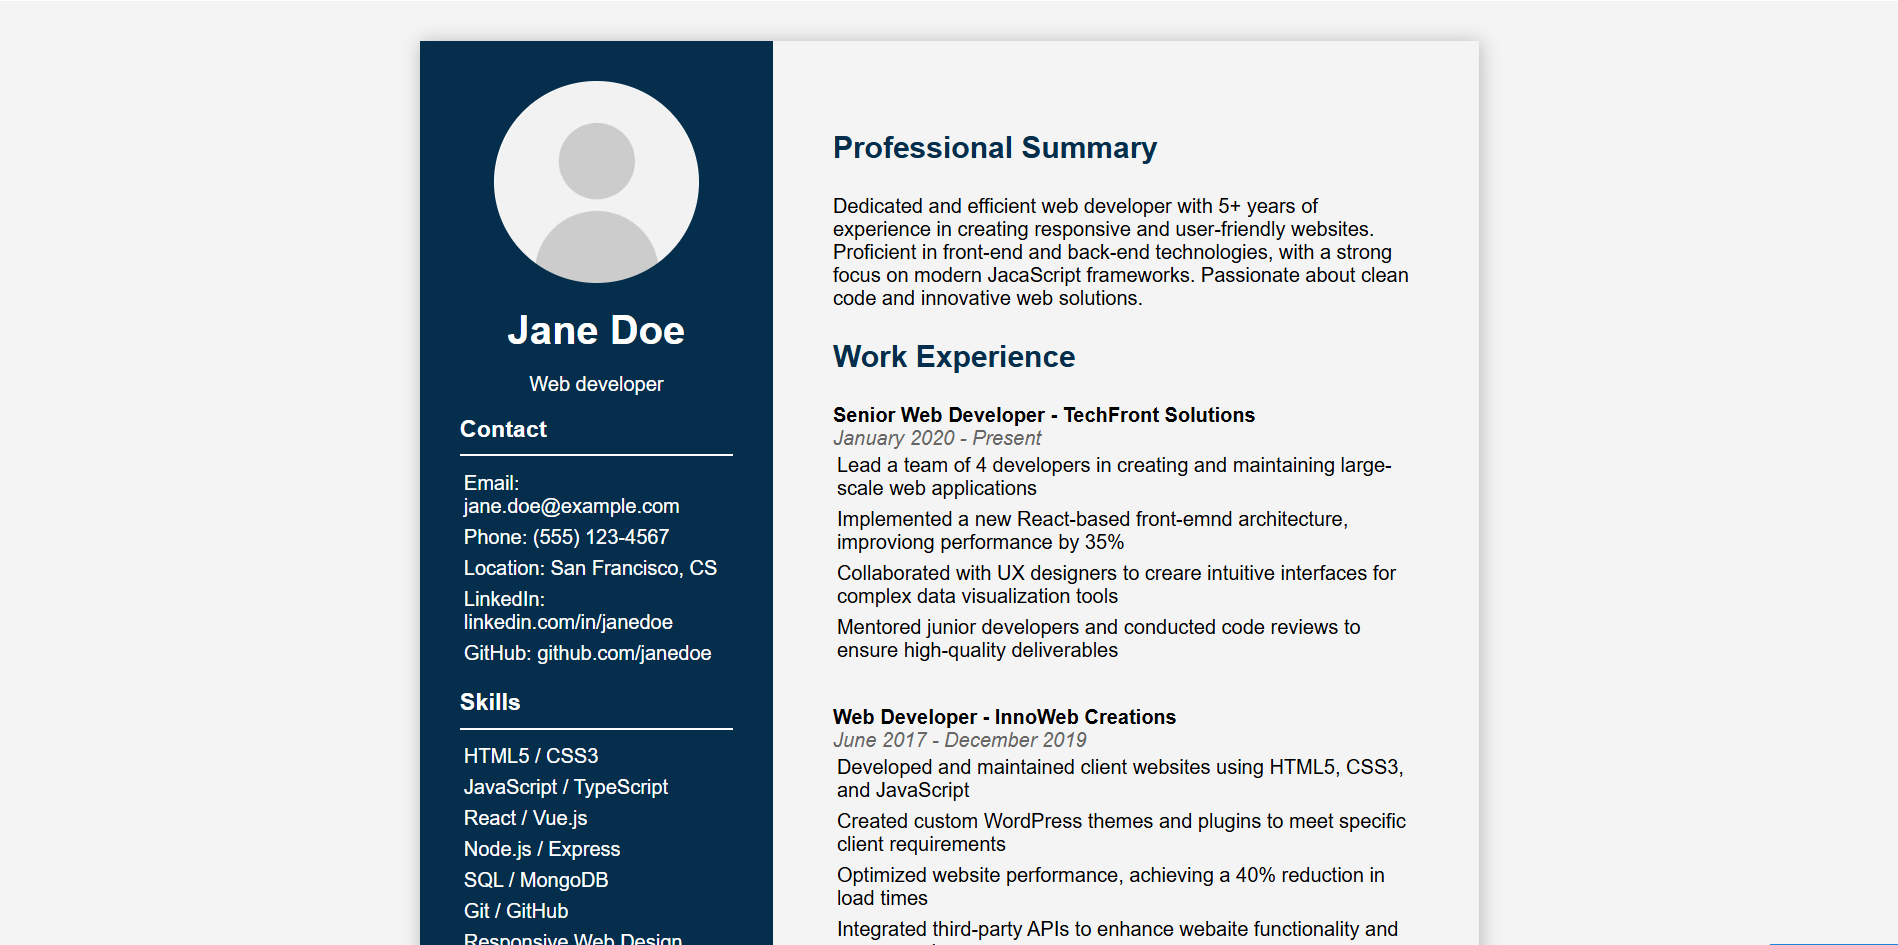 Jane Doe
Web developer
Contact
Email:
jane.doe@example.com
Phone: (555) 123-4567
Location: San Francisco, CS
LinkedIn:
linkedin.com/in/janedoe
GitHub: github.com/janedoe
Skills
HTML5 / CSS3
JavaScript / TypeScript
React / Vue.js
Node.js / Express
SQL / MongoDB
Git / GitHub
Responsive Web Design
Professional Summary
Dedicated and efficient web developer with 5+ years of
experience in creating responsive and user-friendly websites.
Proficient in front-end and back-end technologies, with a strong
focus on modern JacaScript frameworks. Passionate about clean
code and innovative web solutions.
Work Experience
Senior Web Developer - TechFront Solutions
January 2020 - Present
Lead a team of 4 developers in creating and maintaining large-
scale web applications
Implemented a new React-based front-emnd architecture,
improviong performance by 35%
Collaborated with UX designers to creare intuitive interfaces for
complex data visualization tools
Mentored junior developers and conducted code reviews to
ensure high-quality deliverables
Web Developer - InnoWeb Creations
June 2017 - December 2019
Developed and maintained client websites using HTML5, CSS3,
and JavaScript
Created custom WordPress themes and plugins to meet specific
client requirements
Optimized website performance, achieving a 40% reduction in
load times
Integrated third-party APIs to enhance webaite functionality and